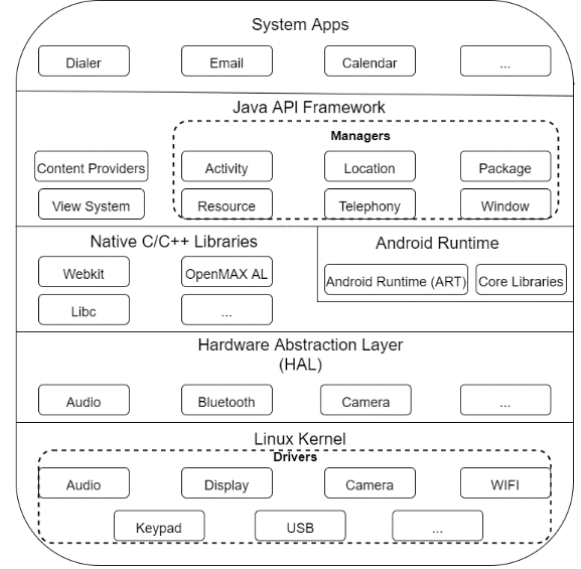 System Apps
Dialer Email Calendar ...
Java API Framework
Managers
Content Providers Activity Location Package
View System Resource Telephony Window
Native C/C++ Libraries Android Runtime
Webkit OpenMAX AL Android Runtime (ART) Core Libraries
Libc ...
Hardware Abstraction Layer
(HAL)
Audio Bluetooth Camera ...
Linux Kernel
Drivers
Audio Display Camera WIFI
Keypad USB ...